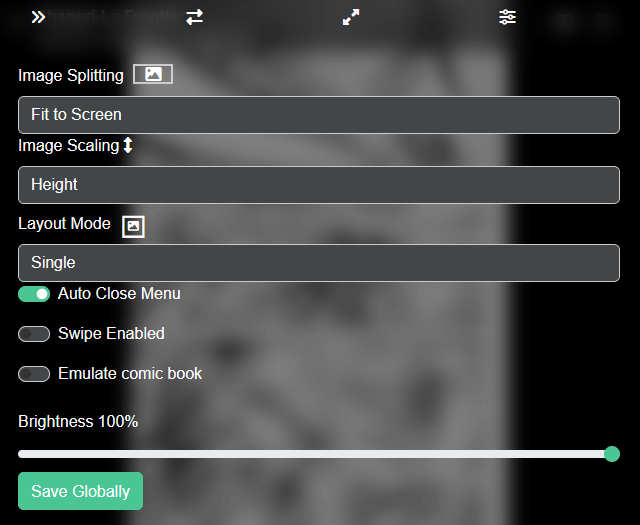 Image Splitting
Fit to Screen
Image Scaling
Height
Layout Mode
Single
Auto Close Menu
Swipe Enabled
Emulate comic book
Brightness 100%
Save Globally